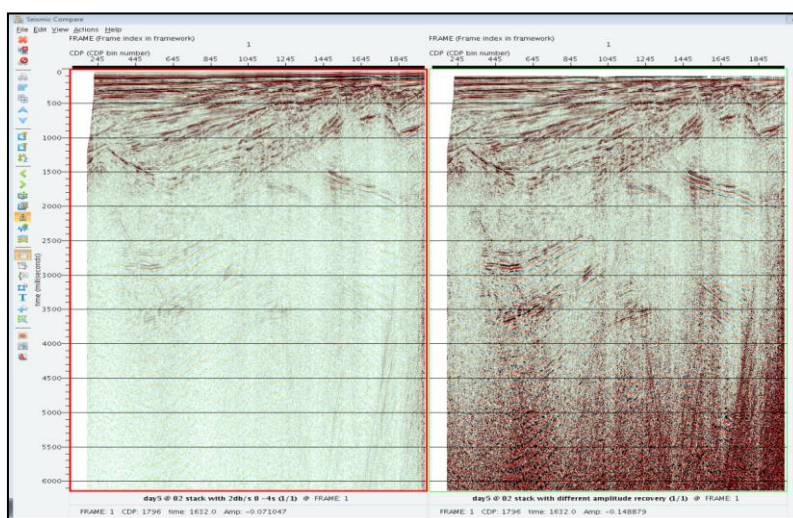 Seismic Compare
File Edit View Actions Help
FRAME (Frame index in framework)
1
CDP (CDP bin number)
245 445 645 845 1045 1245 1445 1645 1845
FRAME (Frame index in framework)
1
CDP (CDP bin number)
245 445 645 845 1045 1245 1445 1645 1845
time (milliseconds)
0
500
1000
1500
2000
2500
3000
3500
4000
4500
5000
5500
6000
T
day5 @ 02 stack with 2db/s 0 -4s (1/1) @ FRAME: 1
day5 @ 02 stack with different amplitude recovery (1/1) @ FRAME: 1
FRAME: 1 CDP: 1796 time: 1632.0 Amp: -0.071047
FRAME: 1 CDP: 1796 time: 1632.0 Amp: -0.148879